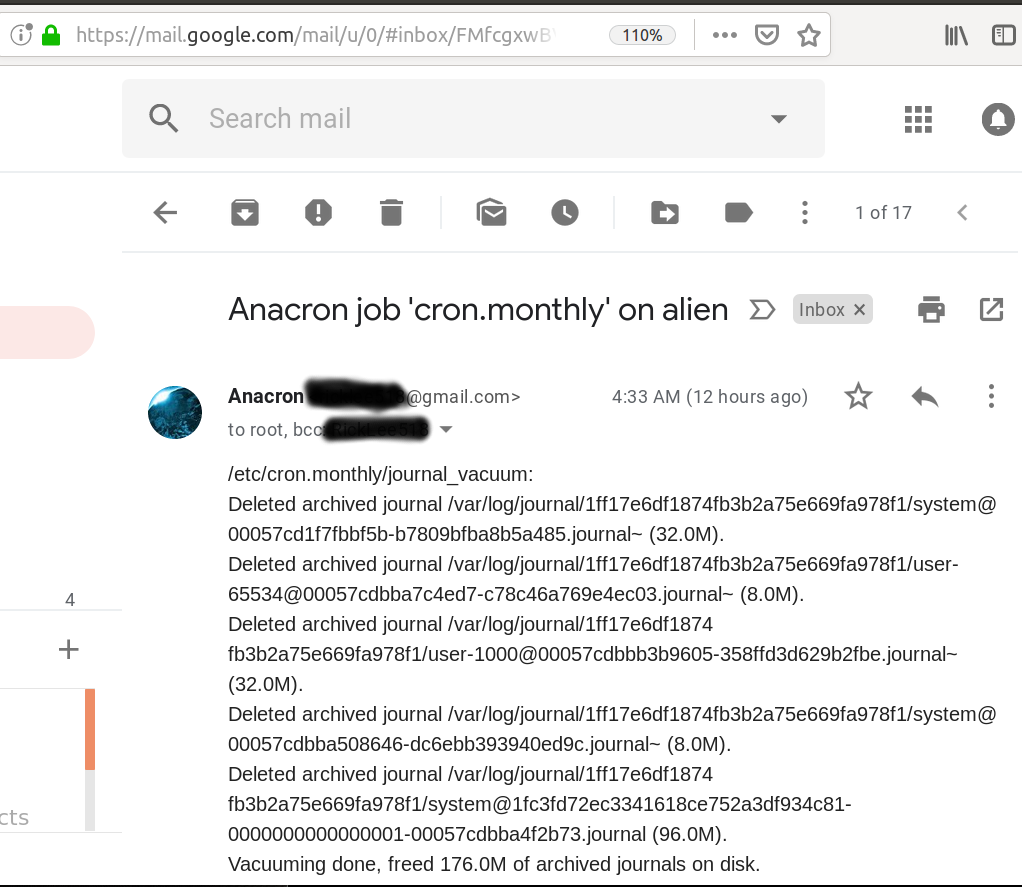 https://mail.google.com/mail/u/0/#inbox/FMfcgxwB
110%
Search mail
1 of 17
Anacron job 'cron.monthly' on alien
Inbox ×
Anacron @gmail.com>
4:33 AM (12 hours ago)
to root, bcc:
/etc/cron.monthly/journal_vacuum:
Deleted archived journal /var/log/journal/1ff17e6df1874fb3b2a75e669fa978f1/system@
00057cd1f7fbbf5b-b7809bfba8b5a485.journal~ (32.0M).
Deleted archived journal /var/log/journal/1ff17e6df1874fb3b2a75e669fa978f1/user-
65534@00057cdbba7c4ed7-c78c46a769e4ec03.journal~ (8.0M).
Deleted archived journal /var/log/journal/1ff17e6df1874
fb3b2a75e669fa978f1/user-1000@00057cdbbb3b9605-358ffd3d629b2fbe.journal~
(32.0M).
Deleted archived journal /var/log/journal/1ff17e6df1874fb3b2a75e669fa978f1/system@
00057cdbba508646-dc6ebb393940ed9c.journal~ (8.0M).
Deleted archived journal /var/log/journal/1ff17e6df1874
fb3b2a75e669fa978f1/system@1fc3fd72ec3341618ce752a3df934c81-
0000000000000001-00057cdbba4f2b73.journal (96.0M).
Vacuuming done, freed 176.0M of archived journals on disk.
4
cts